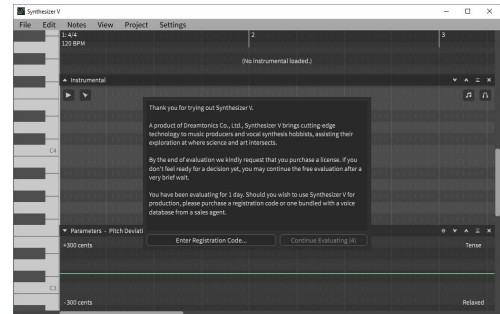 Synthesizer V
File Edit Notes View Project Settings
1: 4/4 2 3
120 BPM
(No instrumental loaded.)
Instrumental
Thank you for trying out Synthesizer V.
A product of Dreamtonics Co., Ltd., Synthesizer V brings cutting-edge
technology to music producers and vocal synthesis hobbists, assisting their
exploration at where science and art intersects.
C4
By the end of evaluation we kindly request that you purchase a license. If you
don't feel ready for a decision yet, you may continue the free evaluation after a
very brief wait.
You have been evaluating for 1 day. Should you wish to use Synthesizer V for
production, please purchase a registration code or one bundled with a voice
database from a sales agent.
Parameters - Pitch Deviati
Enter Registration Code... Continue Evaluating (4)
+300 cents Tense
C3
-300 cents Relaxed